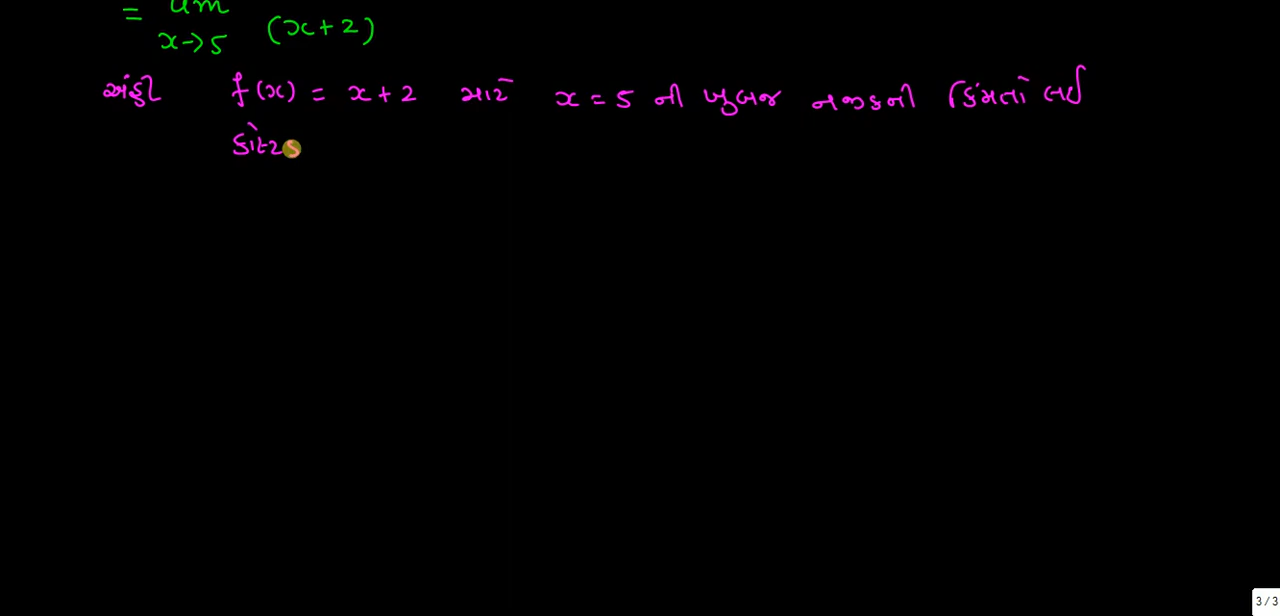 = lim
x→5 (x+2)
અહીં f(x) = x+2 માટે x = 5 ની ખુબજ નજીકની કિંમતો લઈ
કોષ્ટક
3/3